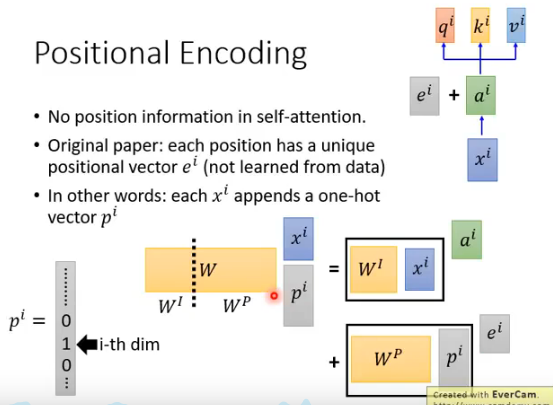 Positional Encoding
q^i k^i v^i
e^i + a^i
x^i
• No position information in self-attention.
• Original paper: each position has a unique
positional vector e^i (not learned from data)
• In other words: each x^i appends a one-hot
vector p^i
W
W^I W^P
x^i
p^i
=
W^I x^i
a^i
+
W^P p^i
e^i
p^i =
0
1
0
i-th dim
Created with EverCam.